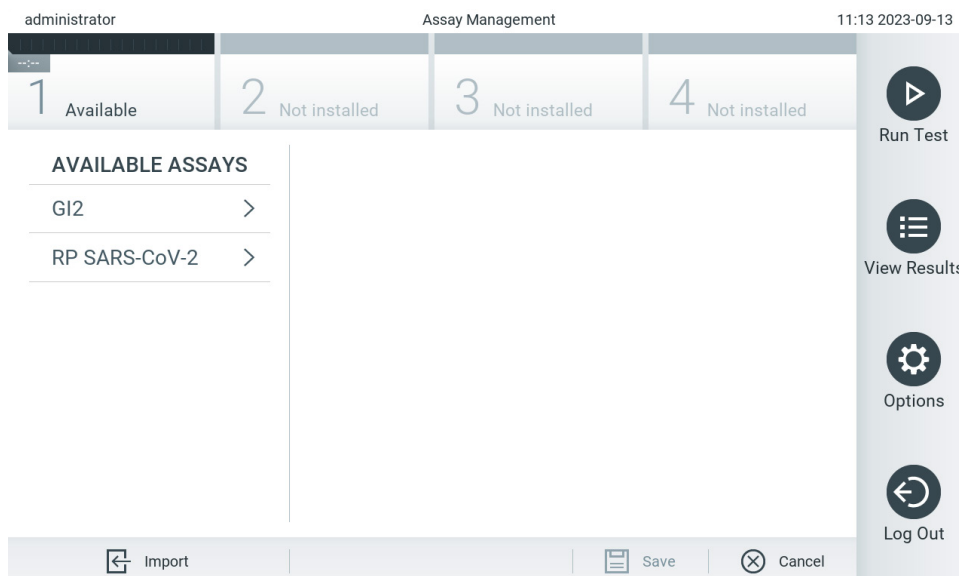 administrator Assay Management 11:13 2023-09-13
--:--
1 Available 2 Not installed 3 Not installed 4 Not installed
Run Test
AVAILABLE ASSAYS
GI2
RP SARS-CoV-2
View Results
Options
Log Out
Import Save Cancel